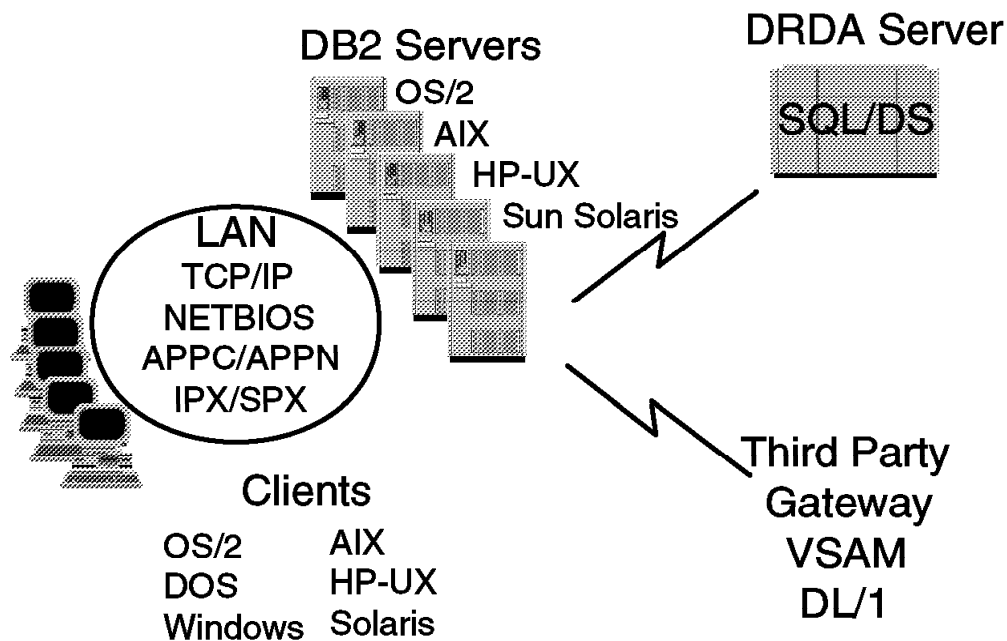 DB2 Servers
OS/2
AIX
HP-UX
Sun Solaris
DRDA Server
SQL/DS
LAN
TCP/IP
NETBIOS
APPC/APPN
IPX/SPX
Clients
OS/2 AIX
DOS HP-UX
Windows Solaris
Third Party
Gateway
VSAM
DL/1